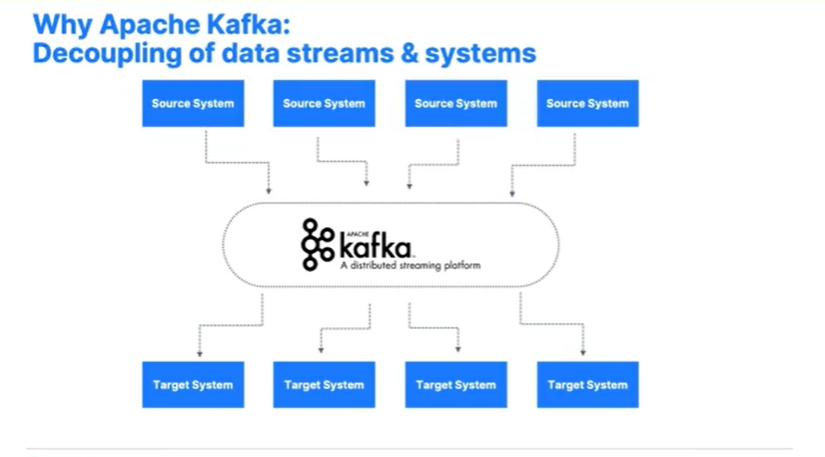 Why Apache Kafka:
Decoupling of data streams & systems
Source System
Source System
Source System
Source System
APACHE
kafka
A distributed streaming platform
Target System
Target System
Target System
Target System